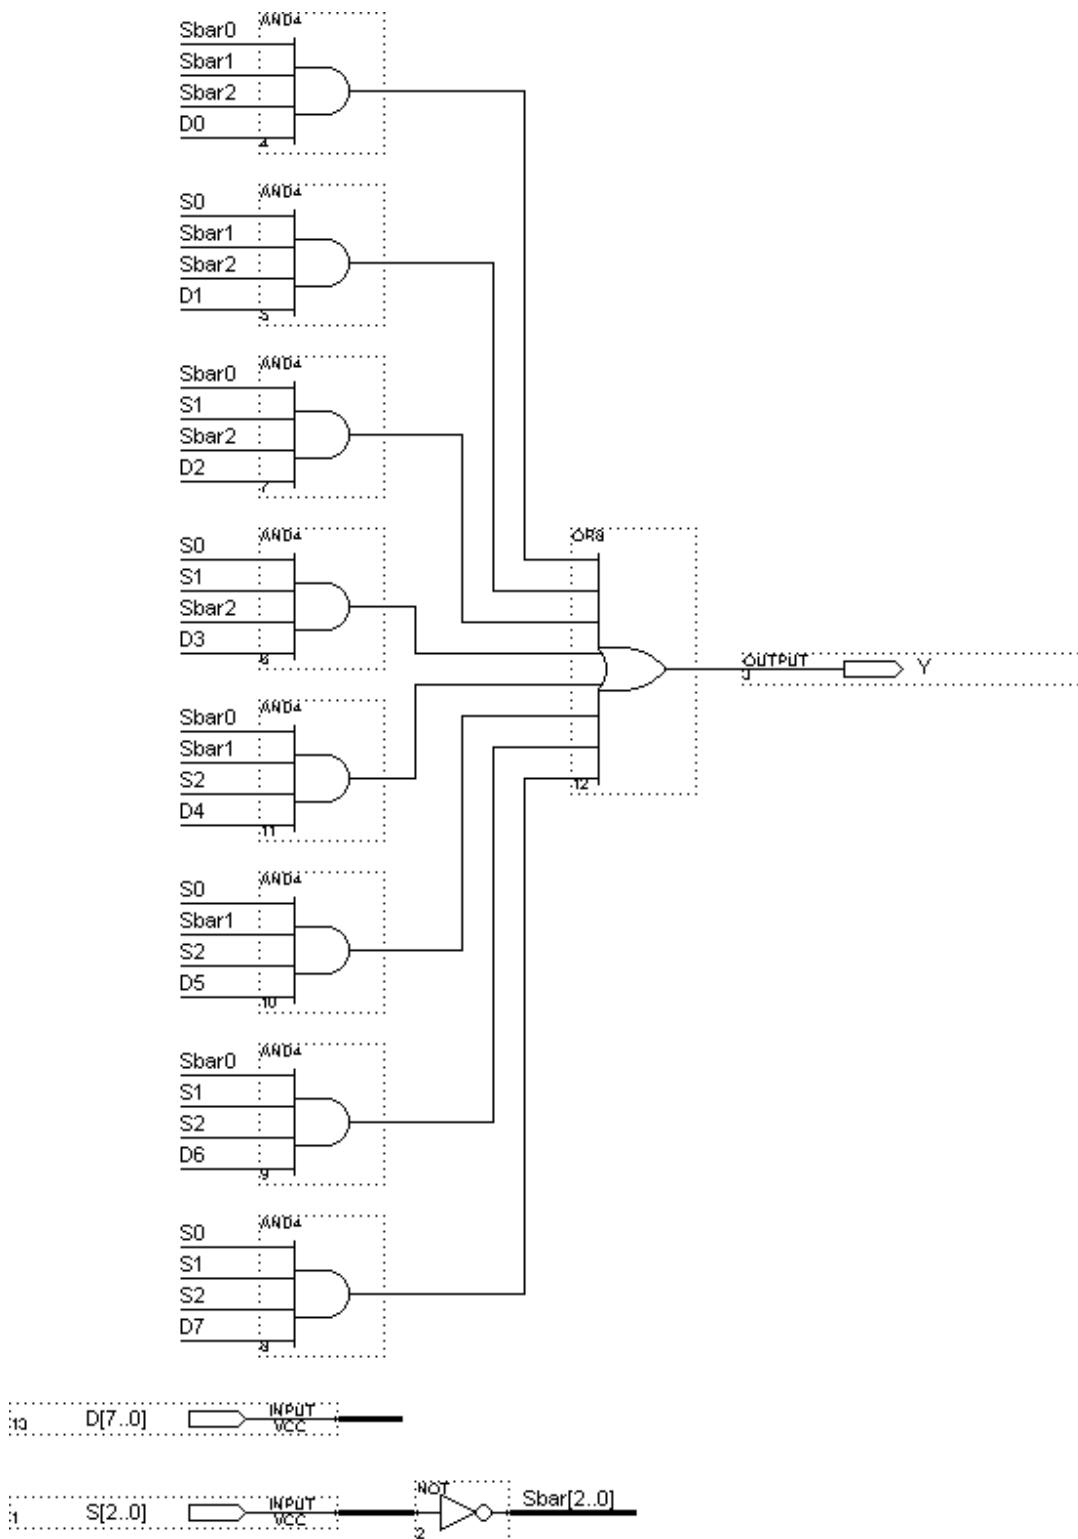 AND4
Sbar0
Sbar1
Sbar2
D0
4
AND4
S0
Sbar1
Sbar2
D1
5
AND4
Sbar0
S1
Sbar2
D2
7
AND4
S0
S1
Sbar2
D3
6
OR8
OUTPUT
3
Y
12
AND4
Sbar0
Sbar1
S2
D4
11
AND4
S0
Sbar1
S2
D5
10
AND4
Sbar0
S1
S2
D6
9
AND4
S0
S1
S2
D7
8
13 D[7..0] INPUT
VCC
1 S[2..0] INPUT
VCC
NOT
2
Sbar[2..0]